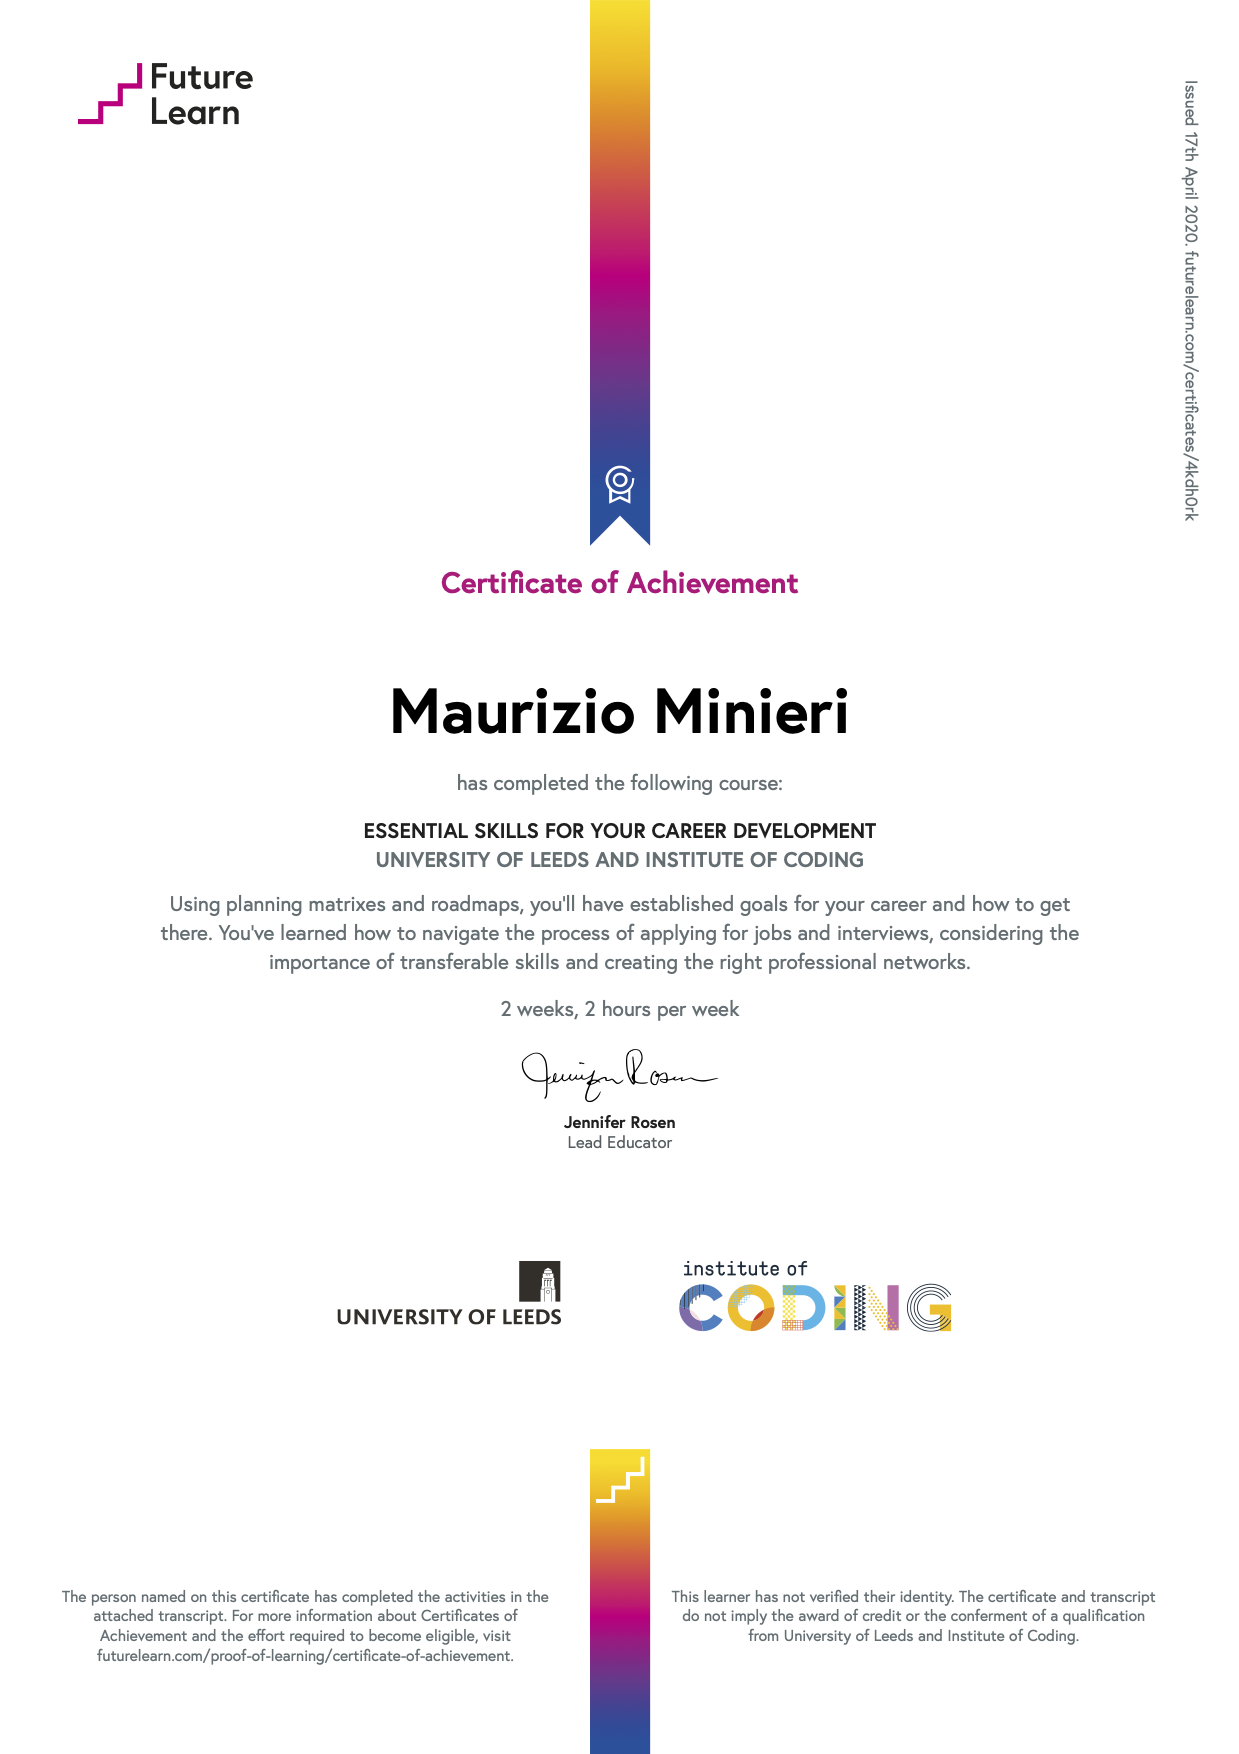 Future
Learn
Issued 17th April 2020. futurelearn.com/certificates/4kdh0rk
Certificate of Achievement
Maurizio Minieri
has completed the following course:
ESSENTIAL SKILLS FOR YOUR CAREER DEVELOPMENT
UNIVERSITY OF LEEDS AND INSTITUTE OF CODING
Using planning matrixes and roadmaps, you'll have established goals for your career and how to get
there. You've learned how to navigate the process of applying for jobs and interviews, considering the
importance of transferable skills and creating the right professional networks.
2 weeks, 2 hours per week
Jennifer Rosen
Jennifer Rosen
Lead Educator
UNIVERSITY OF LEEDS
institute of
CODING
The person named on this certificate has completed the activities in the
attached transcript. For more information about Certificates of
Achievement and the effort required to become eligible, visit
futurelearn.com/proof-of-learning/certificate-of-achievement.
This learner has not verified their identity. The certificate and transcript
do not imply the award of credit or the conferment of a qualification
from University of Leeds and Institute of Coding.